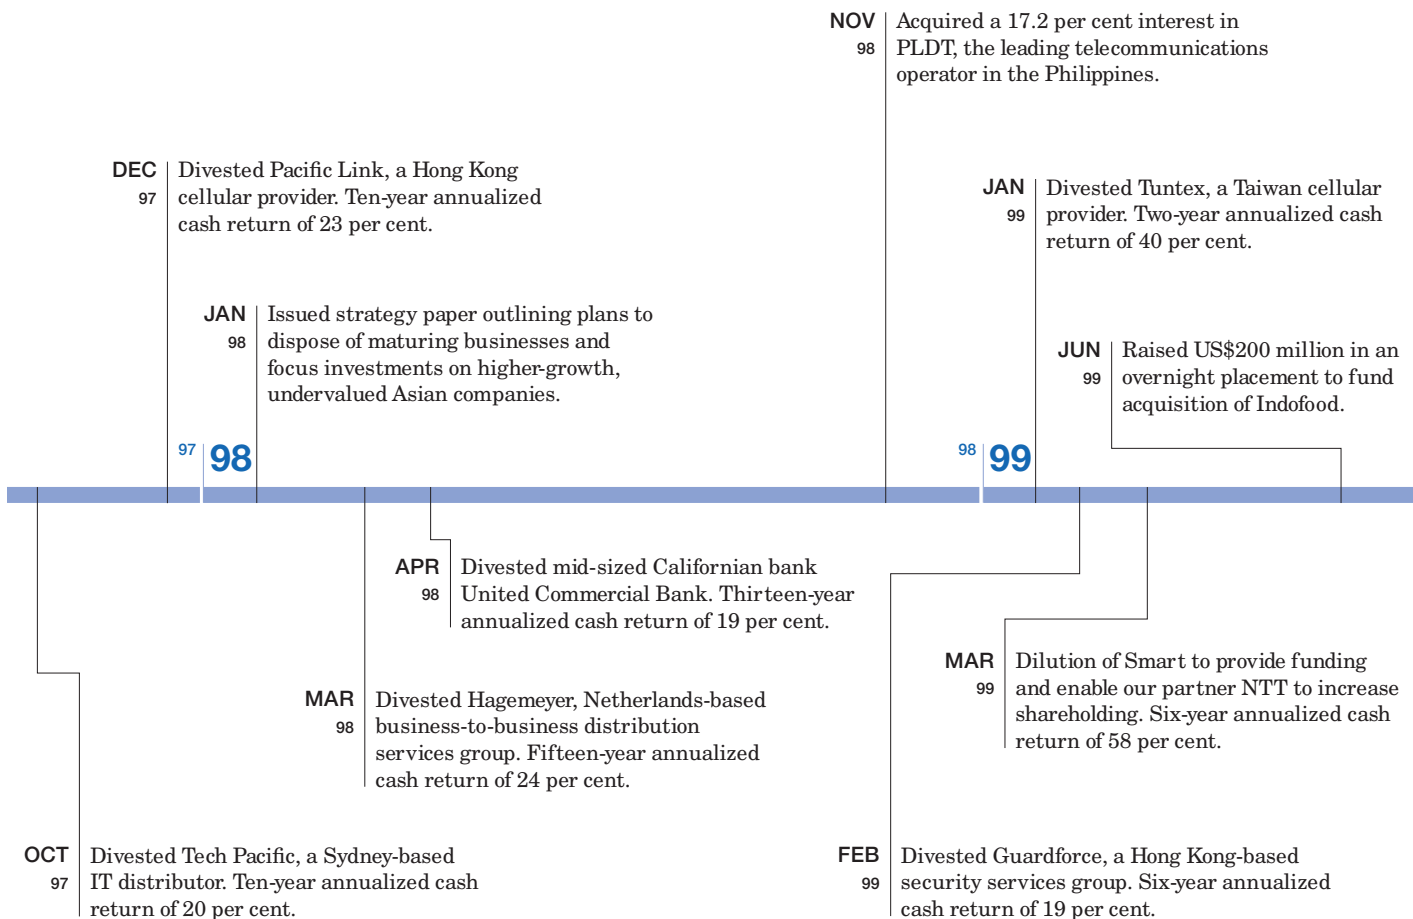 NOV
98
Acquired a 17.2 per cent interest in
PLDT, the leading telecommunications
operator in the Philippines.
DEC
97
Divested Pacific Link, a Hong Kong
cellular provider. Ten-year annualized
cash return of 23 per cent.
JAN
99
Divested Tuntex, a Taiwan cellular
provider. Two-year annualized cash
return of 40 per cent.
JAN
98
Issued strategy paper outlining plans to
dispose of maturing businesses and
focus investments on higher-growth,
undervalued Asian companies.
JUN
99
Raised US$200 million in an
overnight placement to fund
acquisition of Indofood.
97 98
98 99
APR
98
Divested mid-sized Californian bank
United Commercial Bank. Thirteen-year
annualized cash return of 19 per cent.
MAR
99
Dilution of Smart to provide funding
and enable our partner NTT to increase
shareholding. Six-year annualized cash
return of 58 per cent.
MAR
98
Divested Hagemeyer, Netherlands-based
business-to-business distribution
services group. Fifteen-year annualized
cash return of 24 per cent.
OCT
97
Divested Tech Pacific, a Sydney-based
IT distributor. Ten-year annualized cash
return of 20 per cent.
FEB
99
Divested Guardforce, a Hong Kong-based
security services group. Six-year annualized
cash return of 19 per cent.